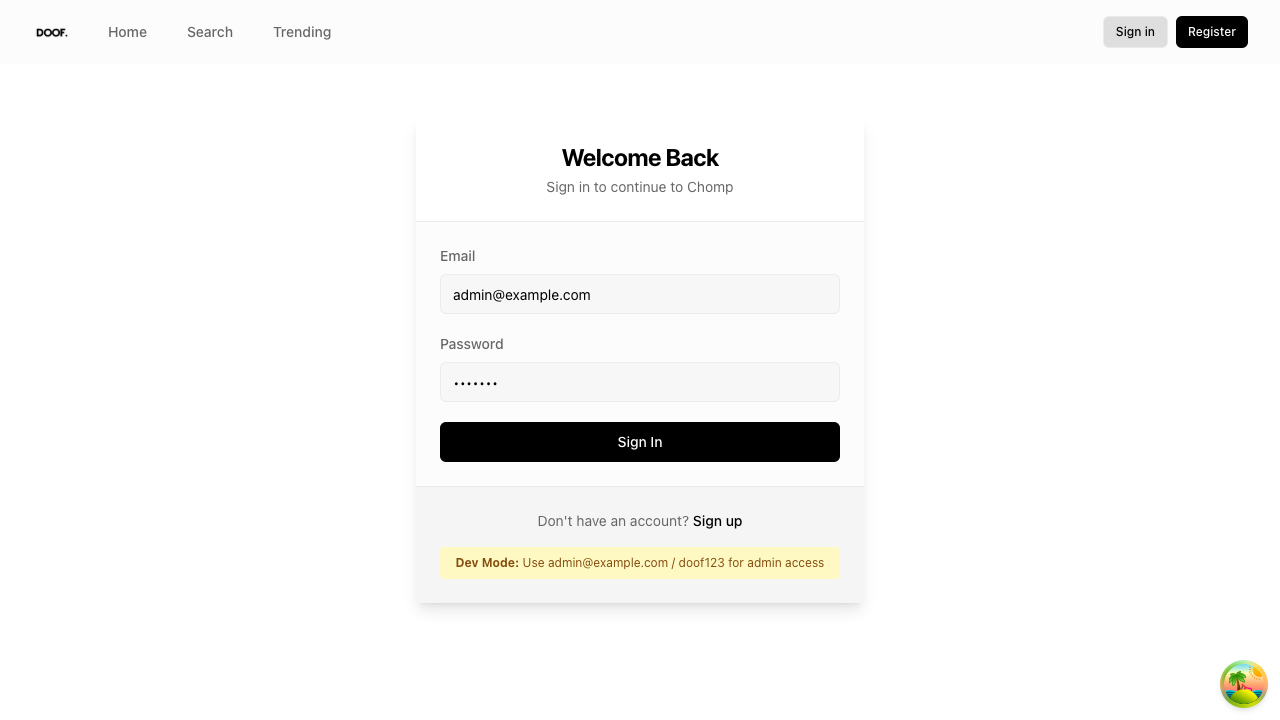 DOOF.
Home
Search
Trending
Sign in
Register
Welcome Back
Sign in to continue to Chomp
Email
admin@example.com
Password
•••••••
Sign In
Don't have an account? Sign up
Dev Mode: Use admin@example.com / doof123 for admin access